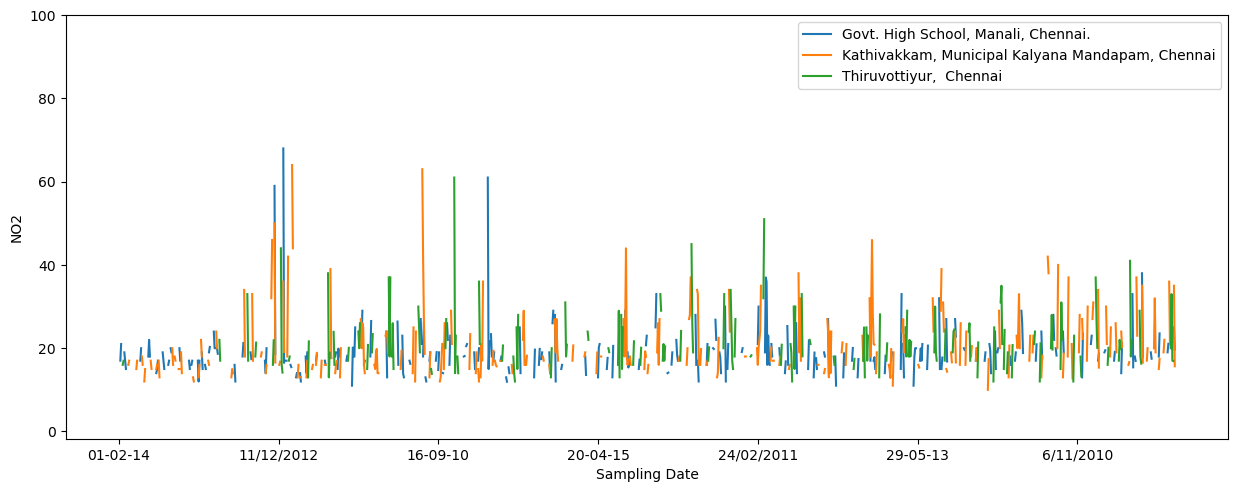 100
80
60
40
20
0
NO2
Govt. High School, Manali, Chennai.
Kathivakkam, Municipal Kalyana Mandapam, Chennai
Thiruvottiyur,  Chennai
01-02-14 11/12/2012 16-09-10 20-04-15 24/02/2011 29-05-13 6/11/2010
Sampling Date